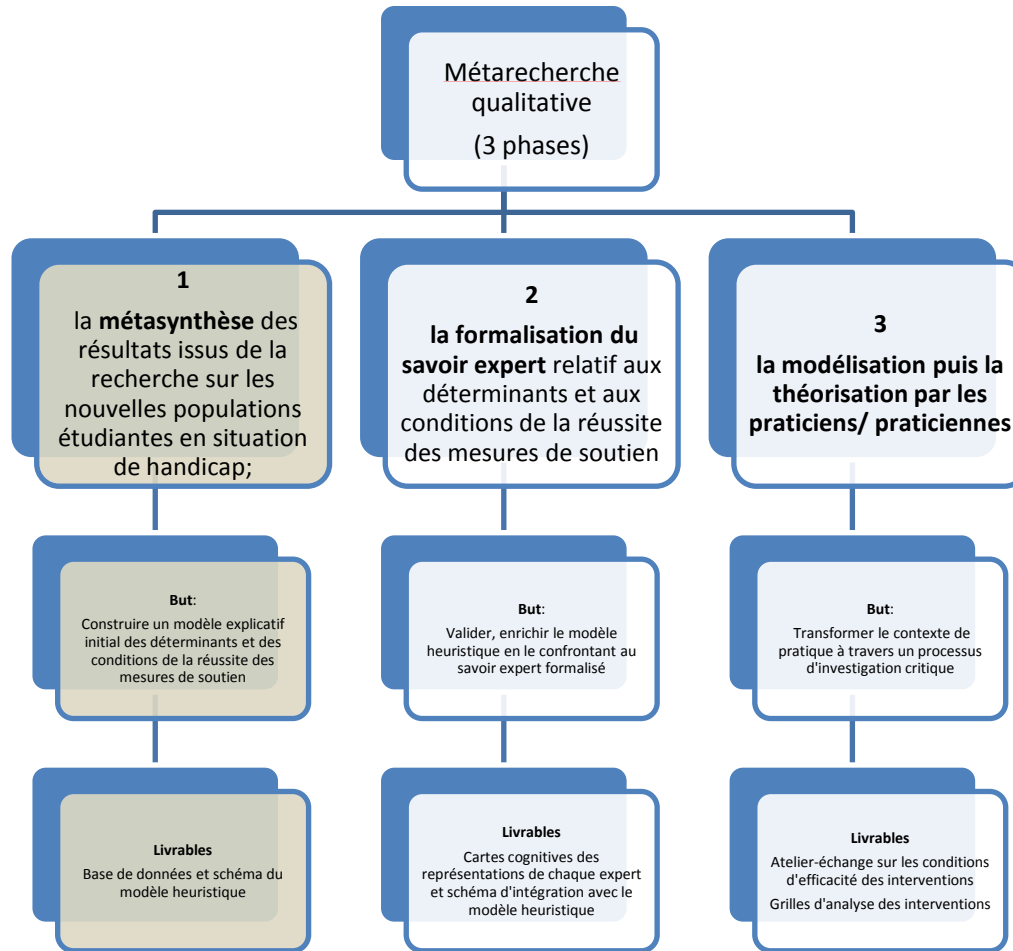 Métarecherche
qualitative
(3 phases)
1
la métasynthèse des
résultats issus de la
recherche sur les
nouvelles populations
étudiantes en situation
de handicap;
But:
Construire un modèle explicatif
initial des déterminants et des
conditions de la réussite des
mesures de soutien
Livrables
Base de données et schéma du
modèle heuristique
2
la formalisation du
savoir expert relatif aux
déterminants et aux
conditions de la réussite
des mesures de soutien
But:
Valider, enrichir le modèle
heuristique en le confrontant au
savoir expert formalisé
Livrables
Cartes cognitives des
représentations de chaque expert
et schéma d'intégration avec le
modèle heuristique
3
la modélisation puis la
théorisation par les
praticiens/ praticiennes
But:
Transformer le contexte de
pratique à travers un processus
d'investigation critique
Livrables
Atelier-échange sur les conditions
d'efficacité des interventions
Grilles d'analyse des interventions